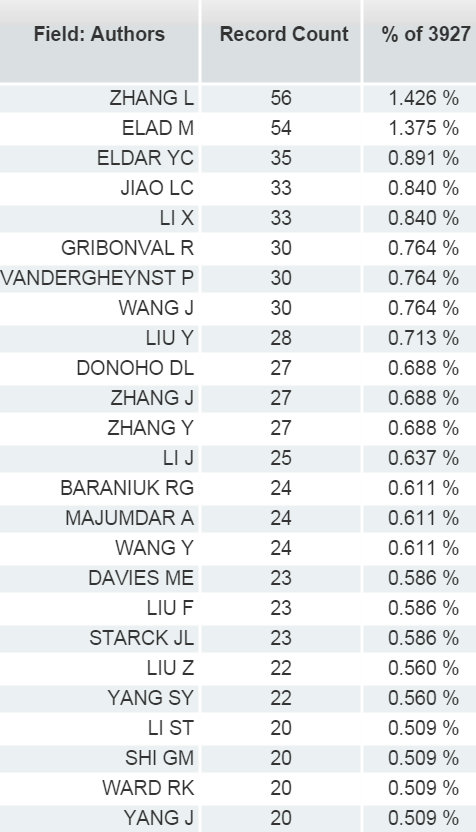 Field: Authors Record Count % of 3927
ZHANG L 56 1.426 %
ELAD M 54 1.375 %
ELDAR YC 35 0.891 %
JIAO LC 33 0.840 %
LI X 33 0.840 %
GRIBONVAL R 30 0.764 %
VANDERGHEYNST P 30 0.764 %
WANG J 30 0.764 %
LIU Y 28 0.713 %
DONOHO DL 27 0.688 %
ZHANG J 27 0.688 %
ZHANG Y 27 0.688 %
LI J 25 0.637 %
BARANIUK RG 24 0.611 %
MAJUMDAR A 24 0.611 %
WANG Y 24 0.611 %
DAVIES ME 23 0.586 %
LIU F 23 0.586 %
STARCK JL 23 0.586 %
LIU Z 22 0.560 %
YANG SY 22 0.560 %
LI ST 20 0.509 %
SHI GM 20 0.509 %
WARD RK 20 0.509 %
YANG J 20 0.509 %